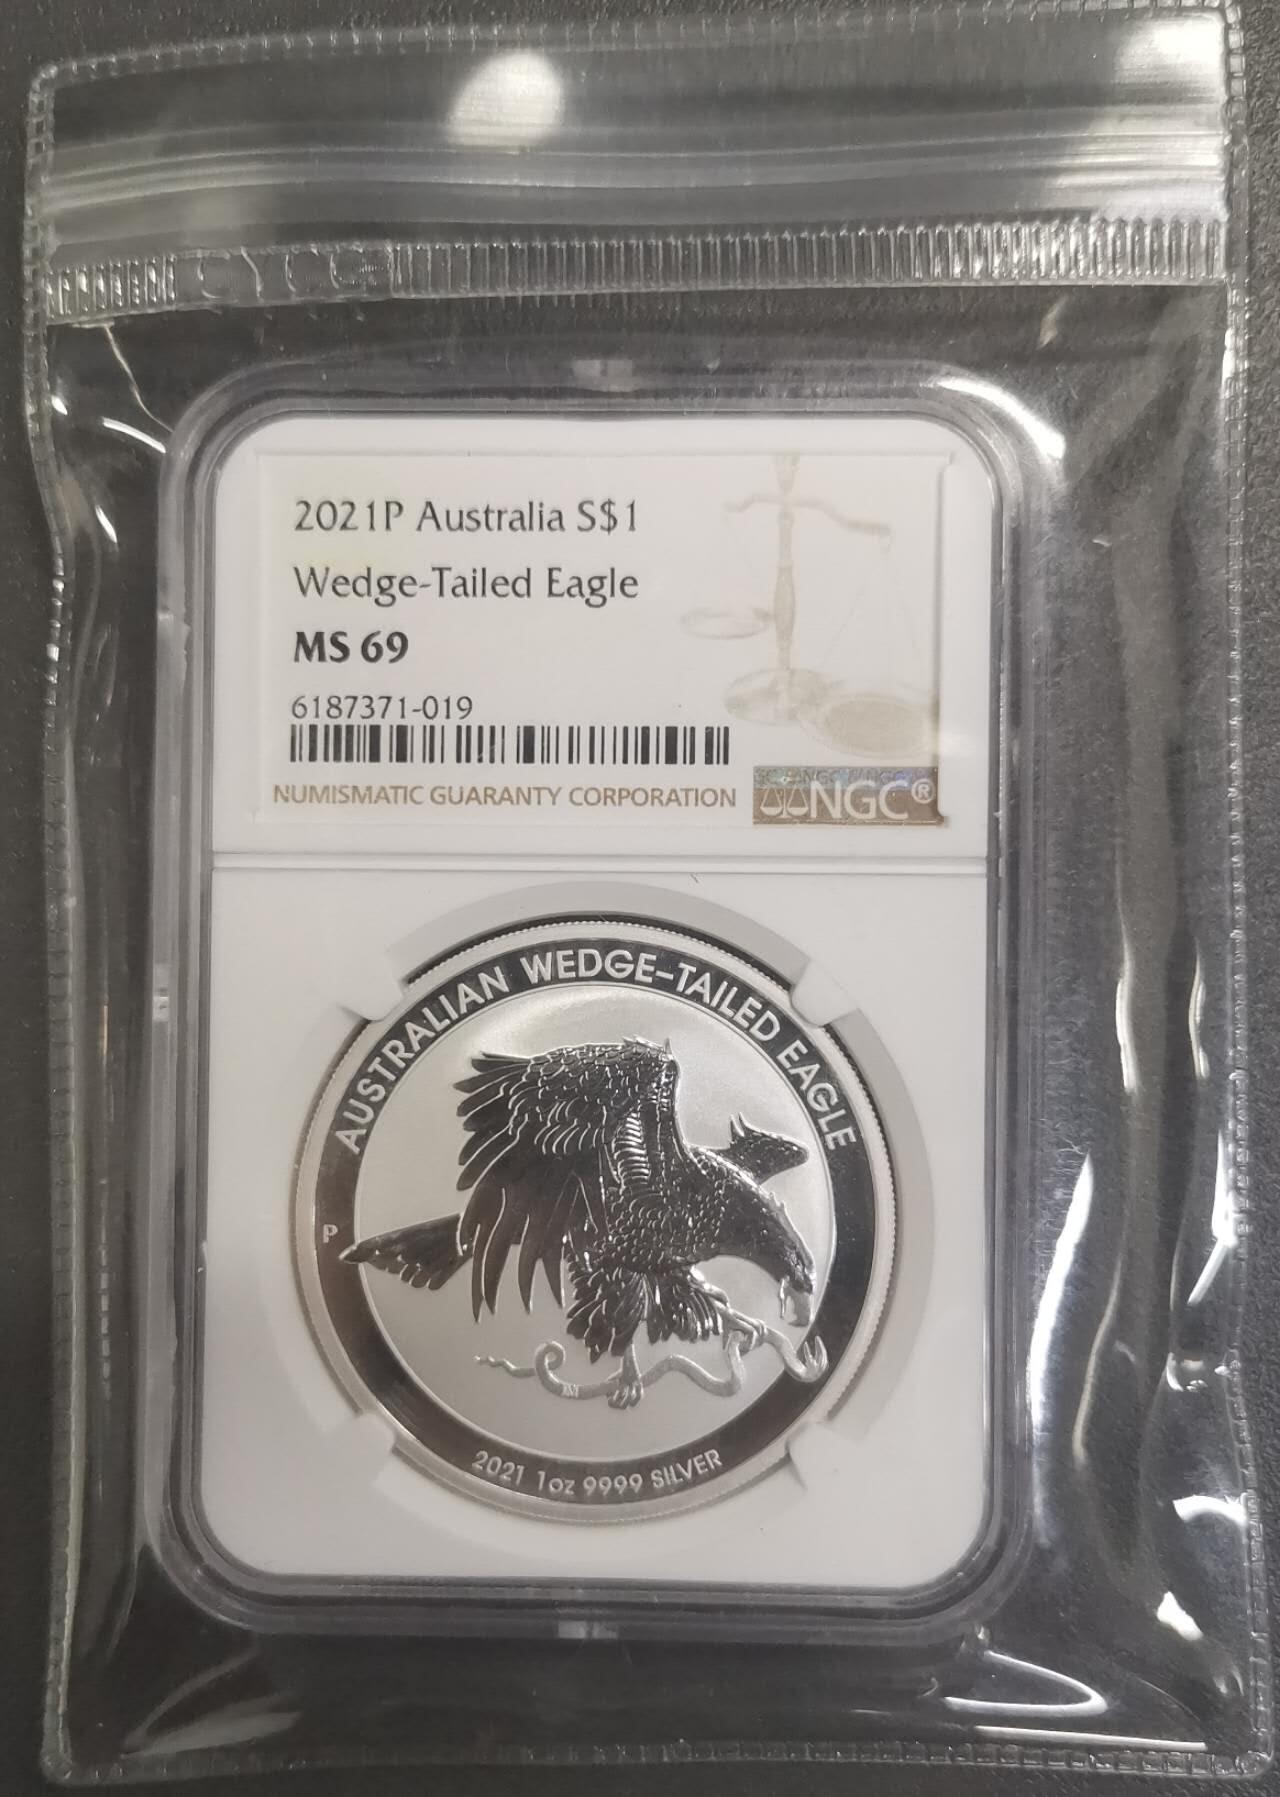 2021P Australia S$1
Wedge-Tailed Eagle
MS 69
6187371-019
NUMISMATIC GUARANTY CORPORATION
NGC®
AUSTRALIAN WEDGE-TAILED EAGLE
P
2021 1oz 9999 SILVER